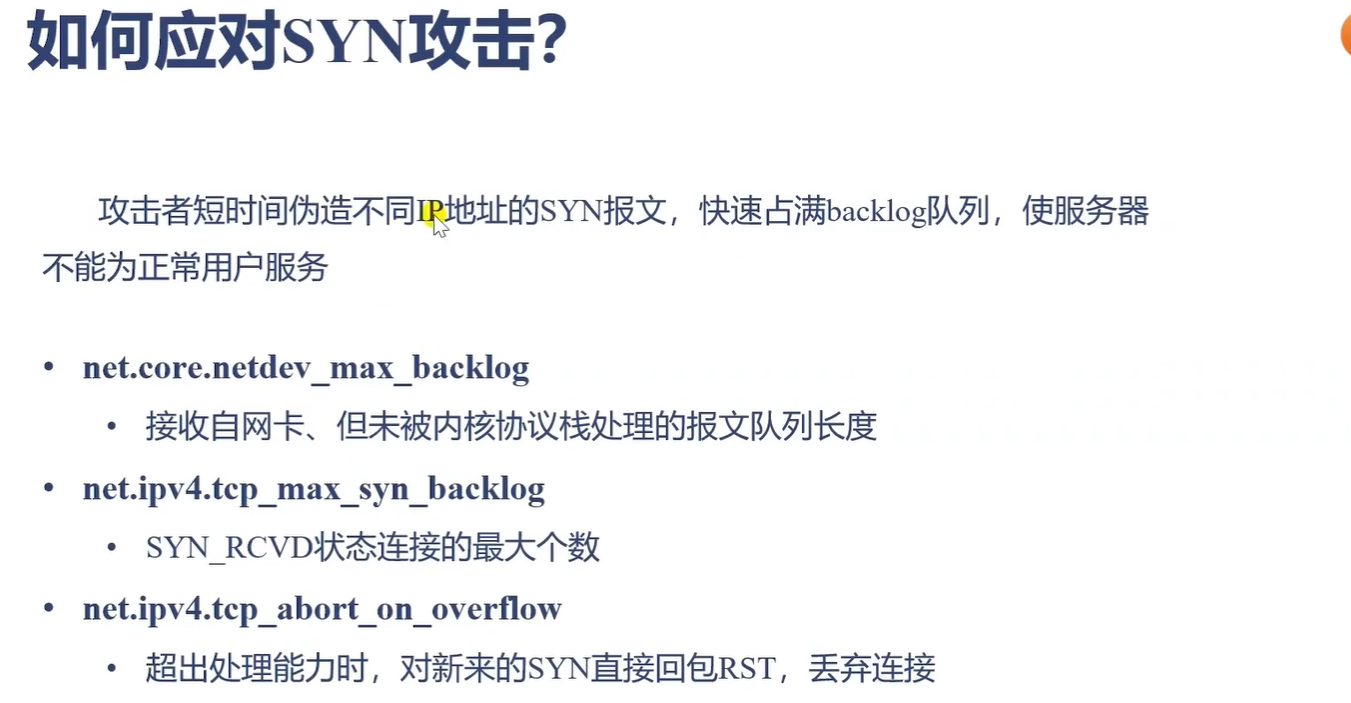 如何应对SYN攻击?
攻击者短时间伪造不同IP地址的SYN报文，快速占满backlog队列，使服务器
不能为正常用户服务
• net.core.netdev_max_backlog
• 接收自网卡、但未被内核协议栈处理的报文队列长度
• net.ipv4.tcp_max_syn_backlog
• SYN_RCVD状态连接的最大个数
• net.ipv4.tcp_abort_on_overflow
• 超出处理能力时，对新来的SYN直接回包RST，丢弃连接